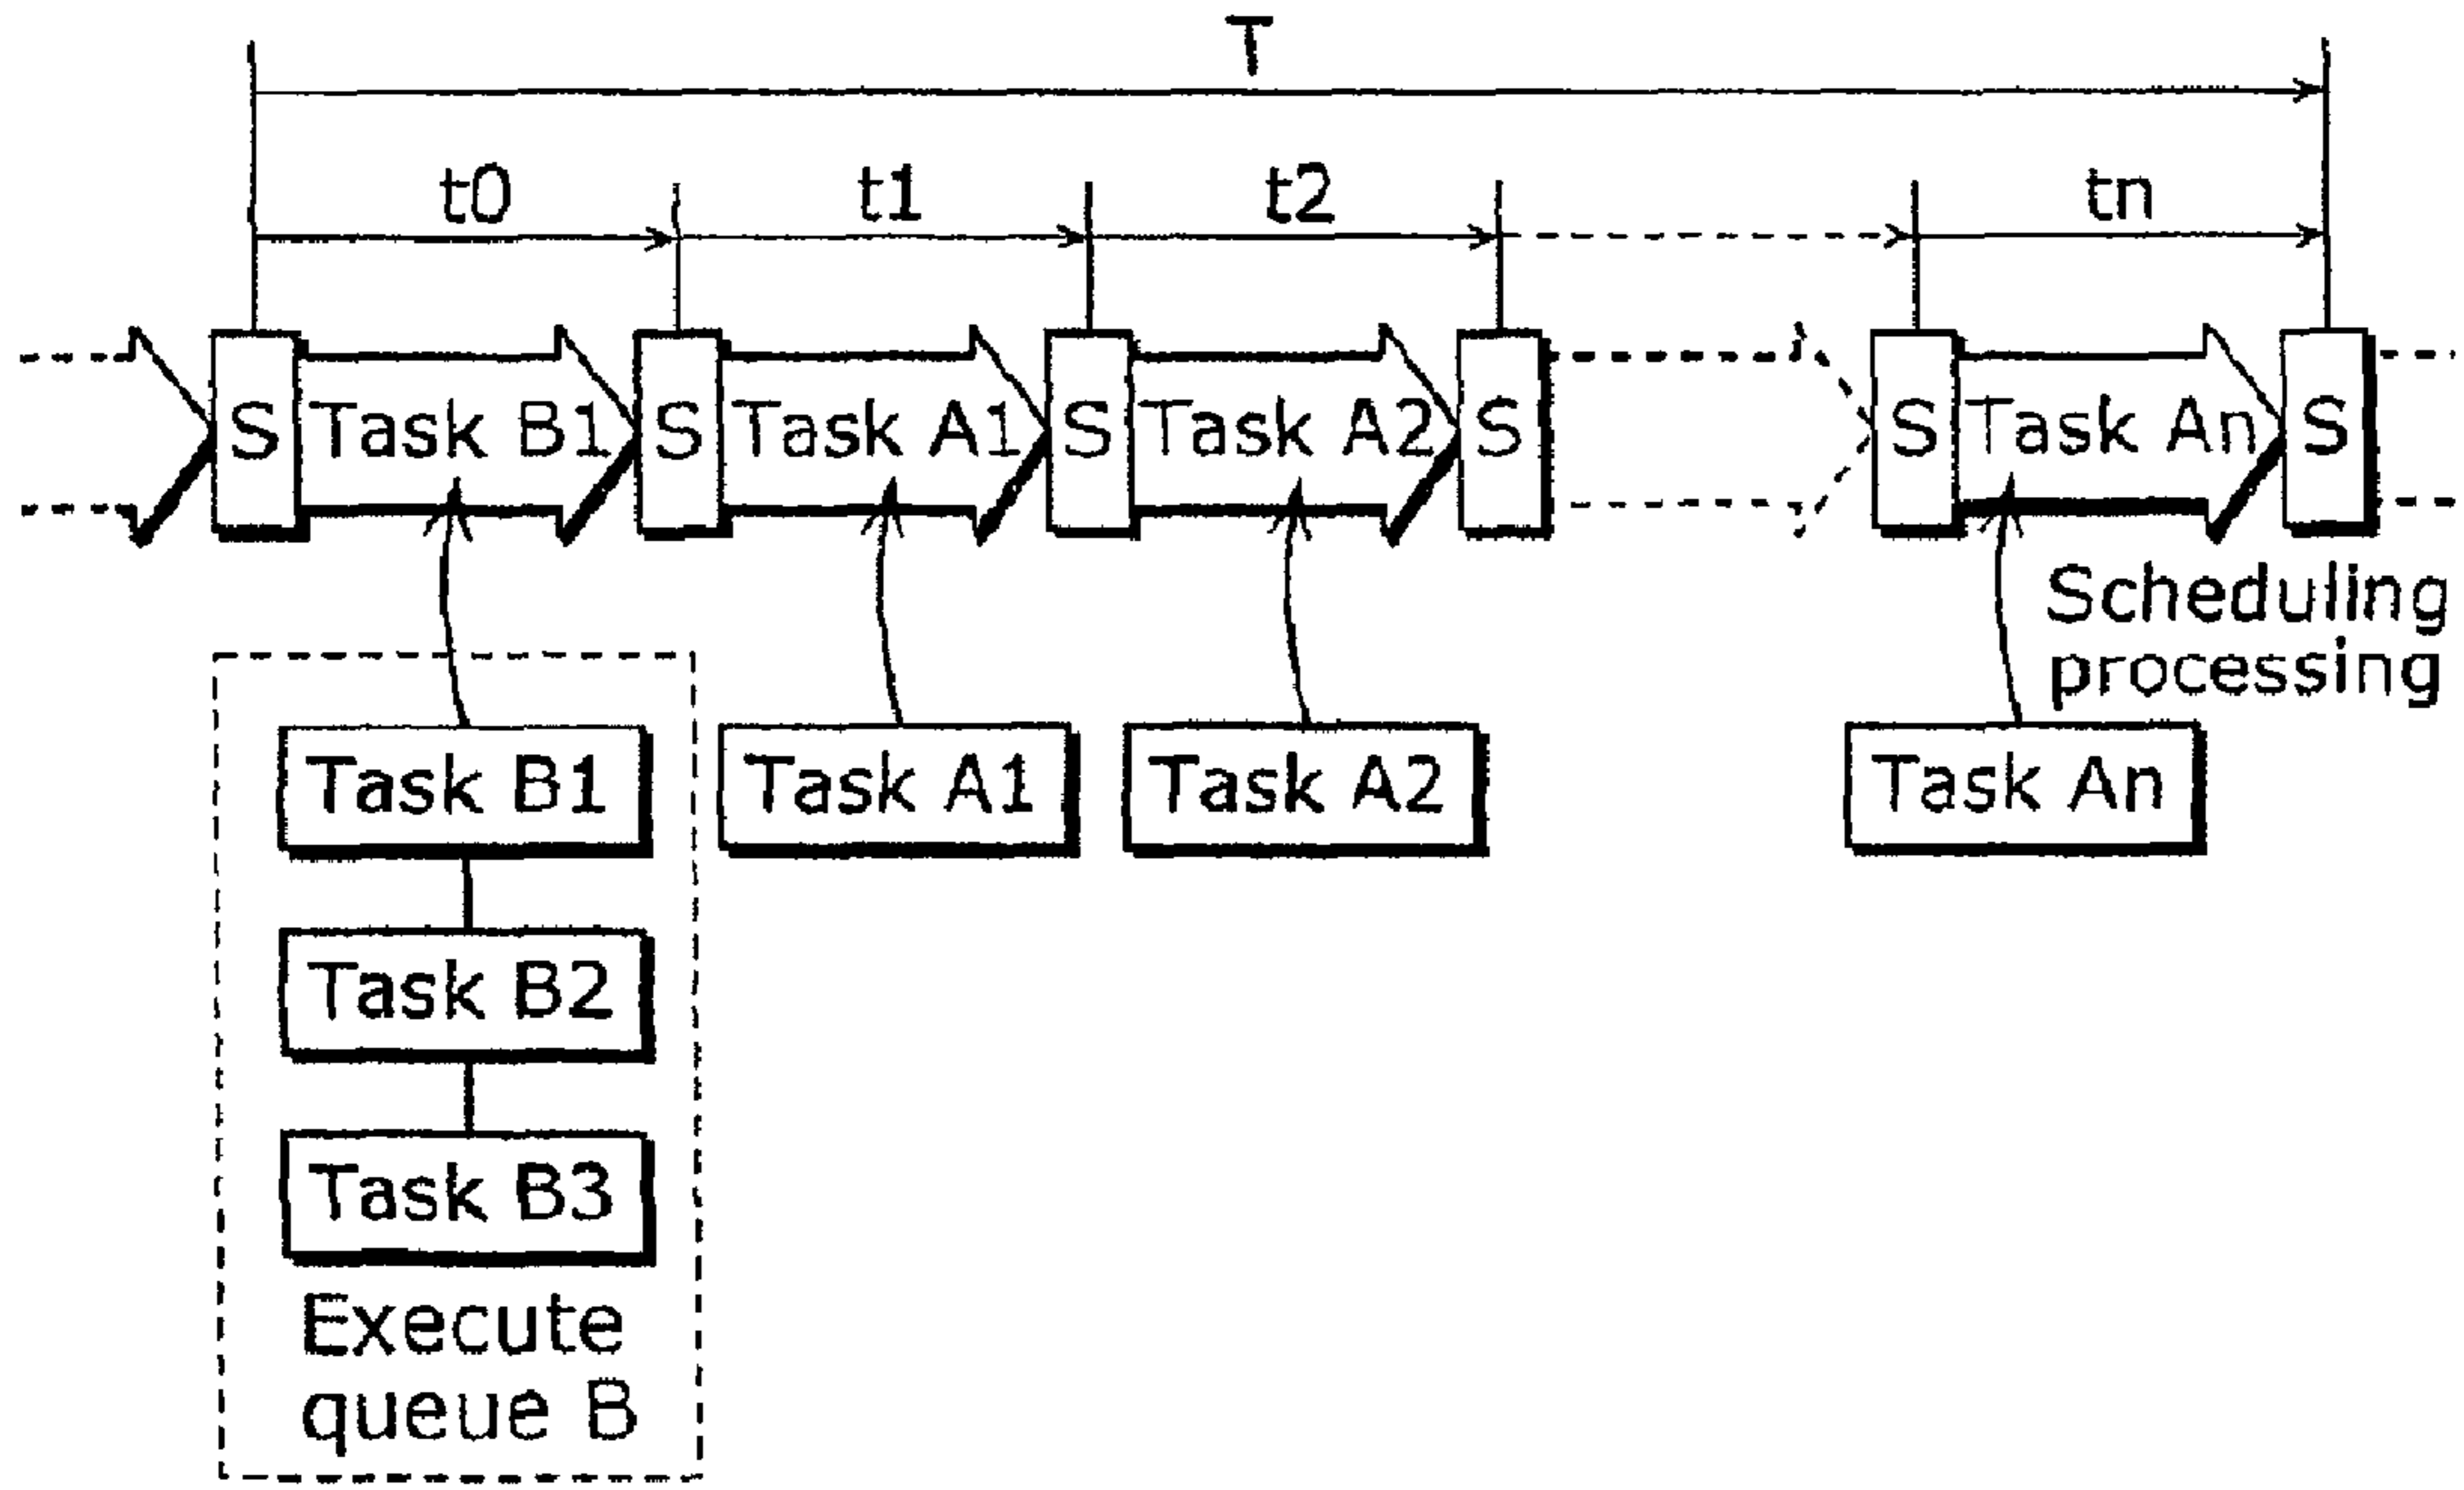 T
t0 t1 t2 tn
S Task B1 S Task A1 S Task A2 S S Task An S
Scheduling
processing
Task B1 Task A1 Task A2 Task An
Task B2
Task B3
Execute
queue B